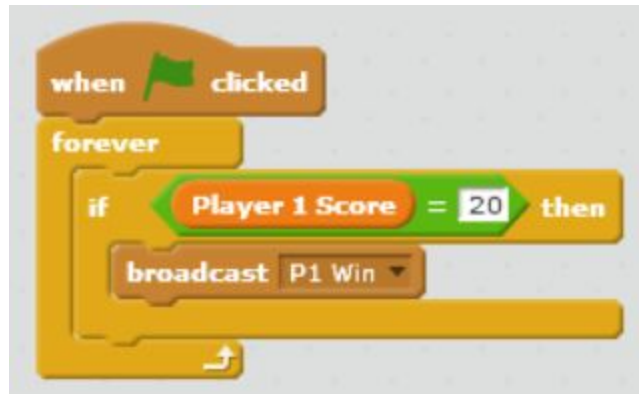 when clicked
forever
if Player 1 Score = 20 then
broadcast P1 Win